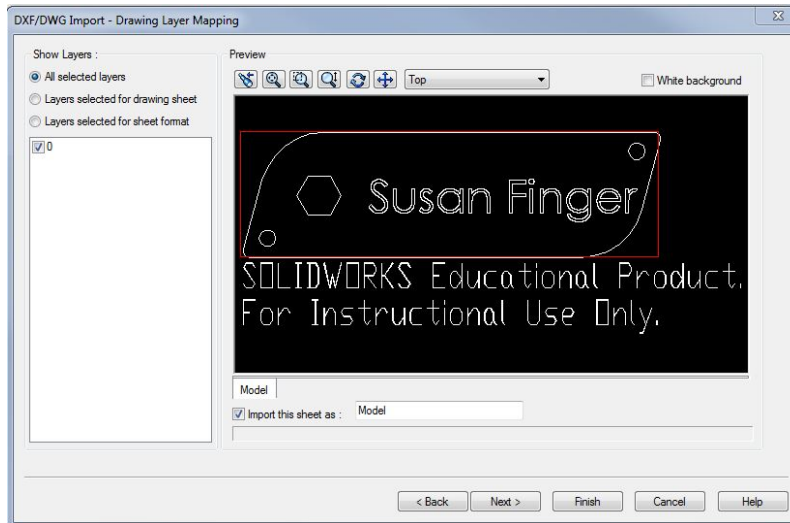 DXF/DWG Import - Drawing Layer Mapping
Show Layers :
All selected layers
Layers selected for drawing sheet
Layers selected for sheet format
0
Preview
Top
White background
Susan Finger
SOLIDWORKS Educational Product.
For Instructional Use Only.
Model
Import this sheet as :
Model
< Back
Next >
Finish
Cancel
Help